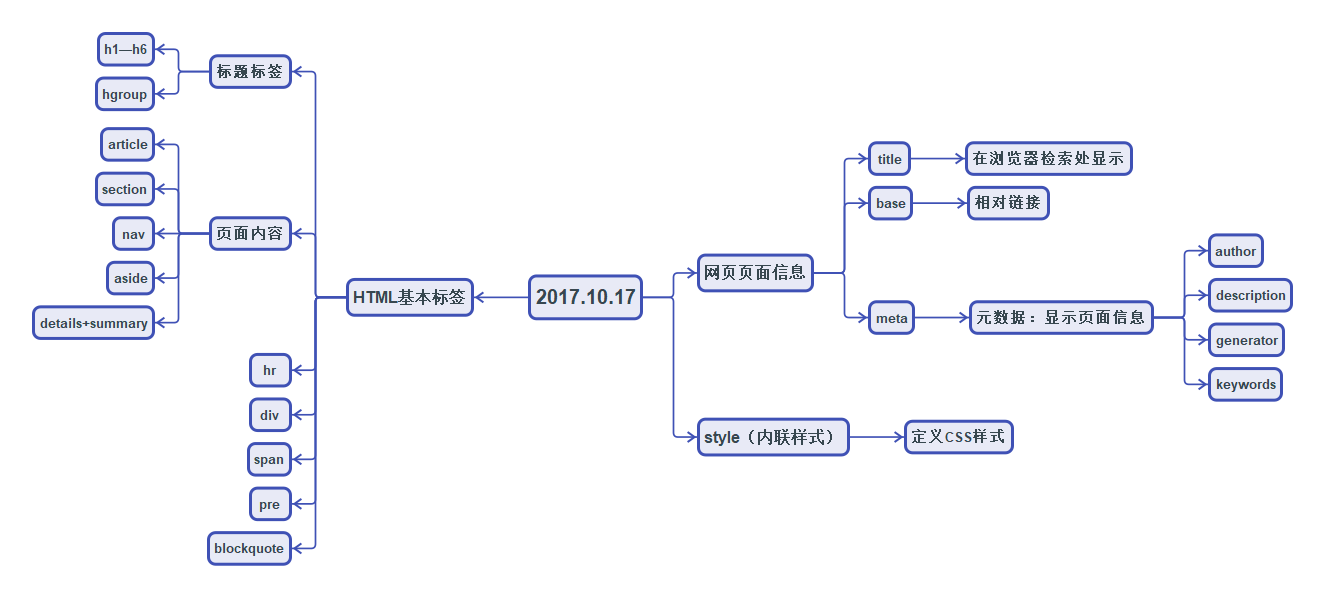 2017.10.17
HTML基本标签
标题标签
h1—h6
hgroup
页面内容
article
section
nav
aside
details+summary
hr
div
span
pre
blockquote
网页页面信息
title
在浏览器检索处显示
base
相对链接
meta
元数据：显示页面信息
author
description
generator
keywords
style（内联样式）
定义CSS样式